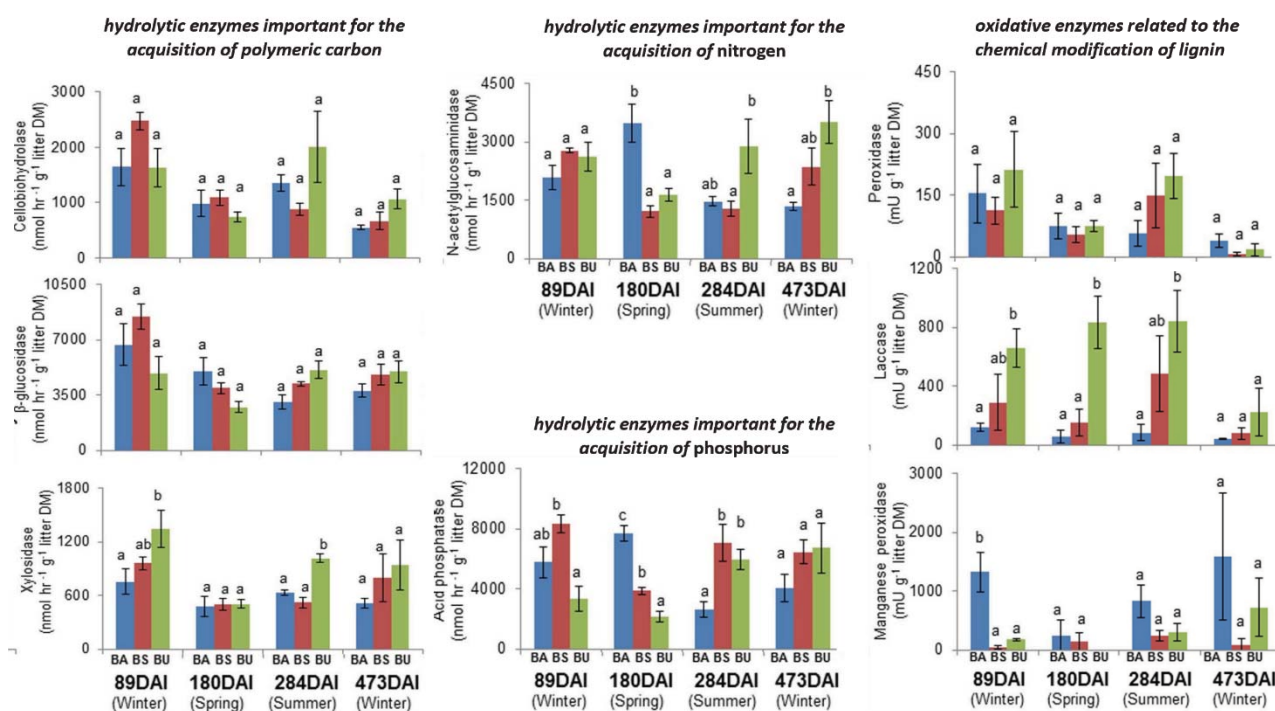 hydrolytic enzymes important for the
acquisition of polymeric carbon
3000
2000
1000
0
Cellobiohydrolase
(nmol hr⁻¹ g⁻¹ litter DM)
a a a
a a a
a a a
a a a
10500
7000
3500
0
β-glucosidase
(nmol hr⁻¹ g⁻¹ litter DM)
a a a
a a a
a a a
a a a
1800
1200
600
0
Xylosidase
(nmol hr⁻¹ g⁻¹ litter DM)
a ab b
a a a
a a b
a a a
BA BS BU BA BS BU BA BS BU BA BS BU
89DAI 180DAI 284DAI 473DAI
(Winter) (Spring) (Summer) (Winter)
hydrolytic enzymes important for the
acquisition of nitrogen
4500
3000
1500
0
N-acetylglucosaminidase
(nmol hr⁻¹ g⁻¹ litter DM)
a a a
b a a
ab a b
a ab b
BA BS BU BA BS BU BA BS BU BA BS BU
89DAI 180DAI 284DAI 473DAI
(Winter) (Spring) (Summer) (Winter)
hydrolytic enzymes important for the
acquisition of phosphorus
12000
8000
4000
0
Acid phosphatase
(nmol hr⁻¹ g⁻¹ litter DM)
ab b a
c b a
a b b
a a a
BA BS BU BA BS BU BA BS BU BA BS BU
89DAI 180DAI 284DAI 473DAI
(Winter) (Spring) (Summer) (Winter)
oxidative enzymes related to the
chemical modification of lignin
450
300
150
0
Peroxidase
(mU g⁻¹ litter DM)
a a a
a a a
a a a
a a a
1200
800
400
0
Laccase
(mU g⁻¹ litter DM)
a ab b
a a b
a ab b
a a a
3000
2000
1000
0
Manganese peroxidase
(mU g⁻¹ litter DM)
b a a
a a
a a a
a a a
BA BS BU BA BS BU BA BS BU BA BS BU
89DAI 180DAI 284DAI 473DAI
(Winter) (Spring) (Summer) (Winter)